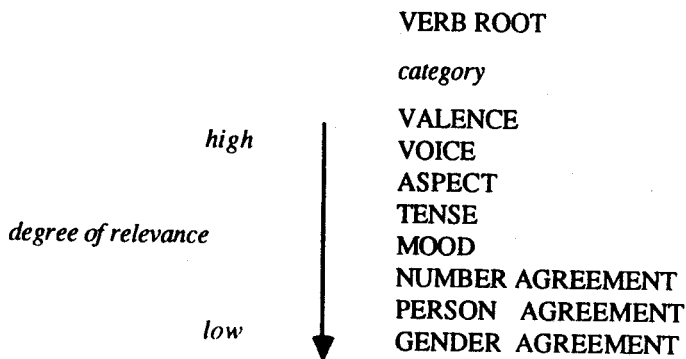 VERB ROOT
category
high
VALENCE
VOICE
ASPECT
TENSE
degree of relevance
MOOD
NUMBER AGREEMENT
PERSON AGREEMENT
low
GENDER AGREEMENT